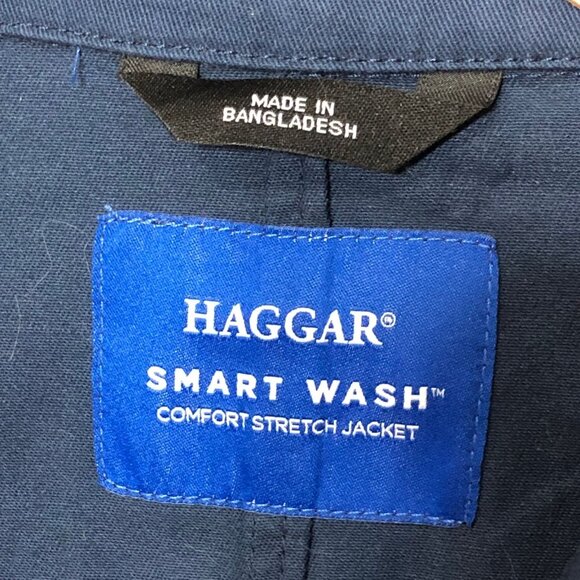 MADE IN
BANGLADESH
HAGGAR®
SMART WASH™
COMFORT STRETCH JACKET